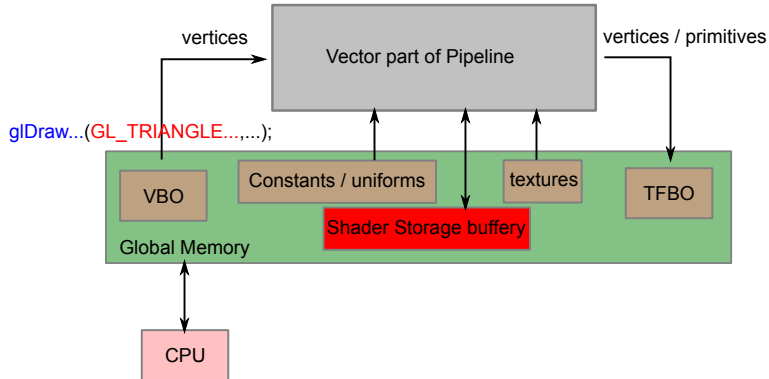 vertices
Vector part of Pipeline
vertices / primitives
glDraw...(GL_TRIANGLE...,...);
VBO
Constants / uniforms
textures
TFBO
Shader Storage buffery
Global Memory
CPU